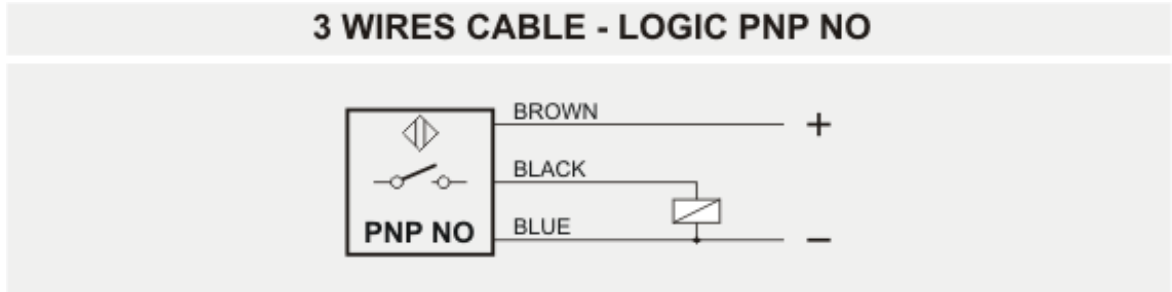 3 WIRES CABLE - LOGIC PNP NO
BROWN
+
BLACK
PNP NO
BLUE
–